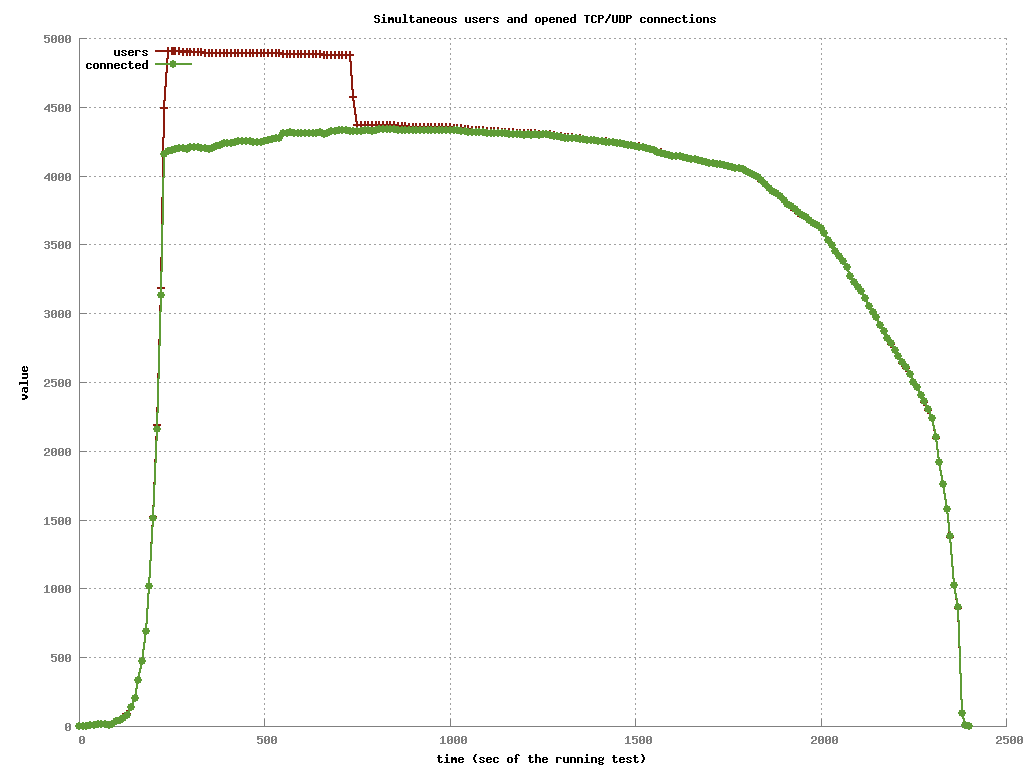 Simultaneous users and opened TCP/UDP connections
5000
users
connected
4500
4000
3500
3000
2500
value
2000
1500
1000
500
0
0 500 1000 1500 2000 2500
time (sec of the running test)